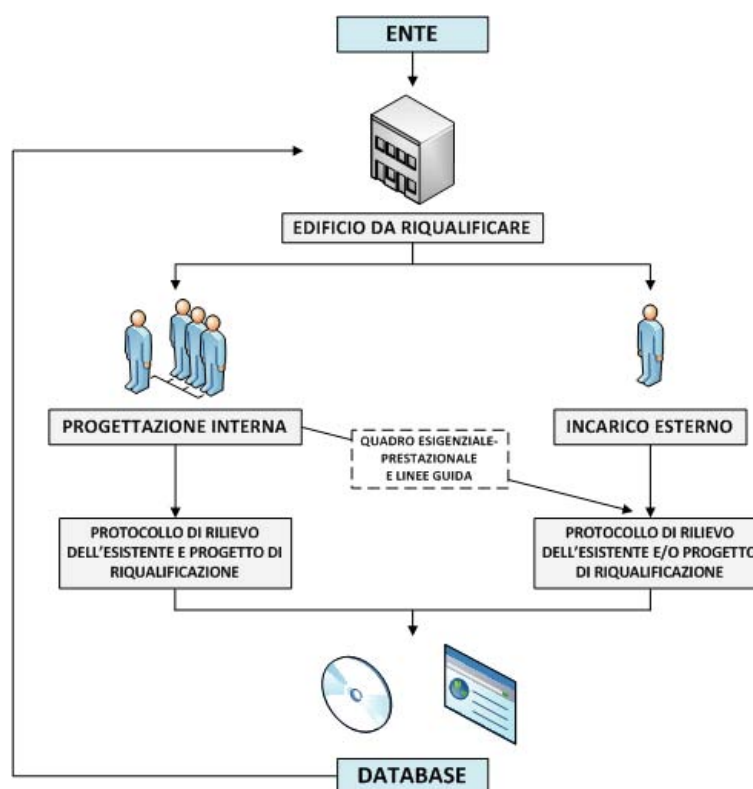 ENTE
EDIFICIO DA RIQUALIFICARE
PROGETTAZIONE INTERNA
QUADRO ESIGENZIALE-
PRESTAZIONALE
E LINEE GUIDA
INCARICO ESTERNO
PROTOCOLLO DI RILIEVO
DELL'ESISTENTE E PROGETTO DI
RIQUALIFICAZIONE
PROTOCOLLO DI RILIEVO
DELL'ESISTENTE E/O PROGETTO
DI RIQUALIFICAZIONE
DATABASE